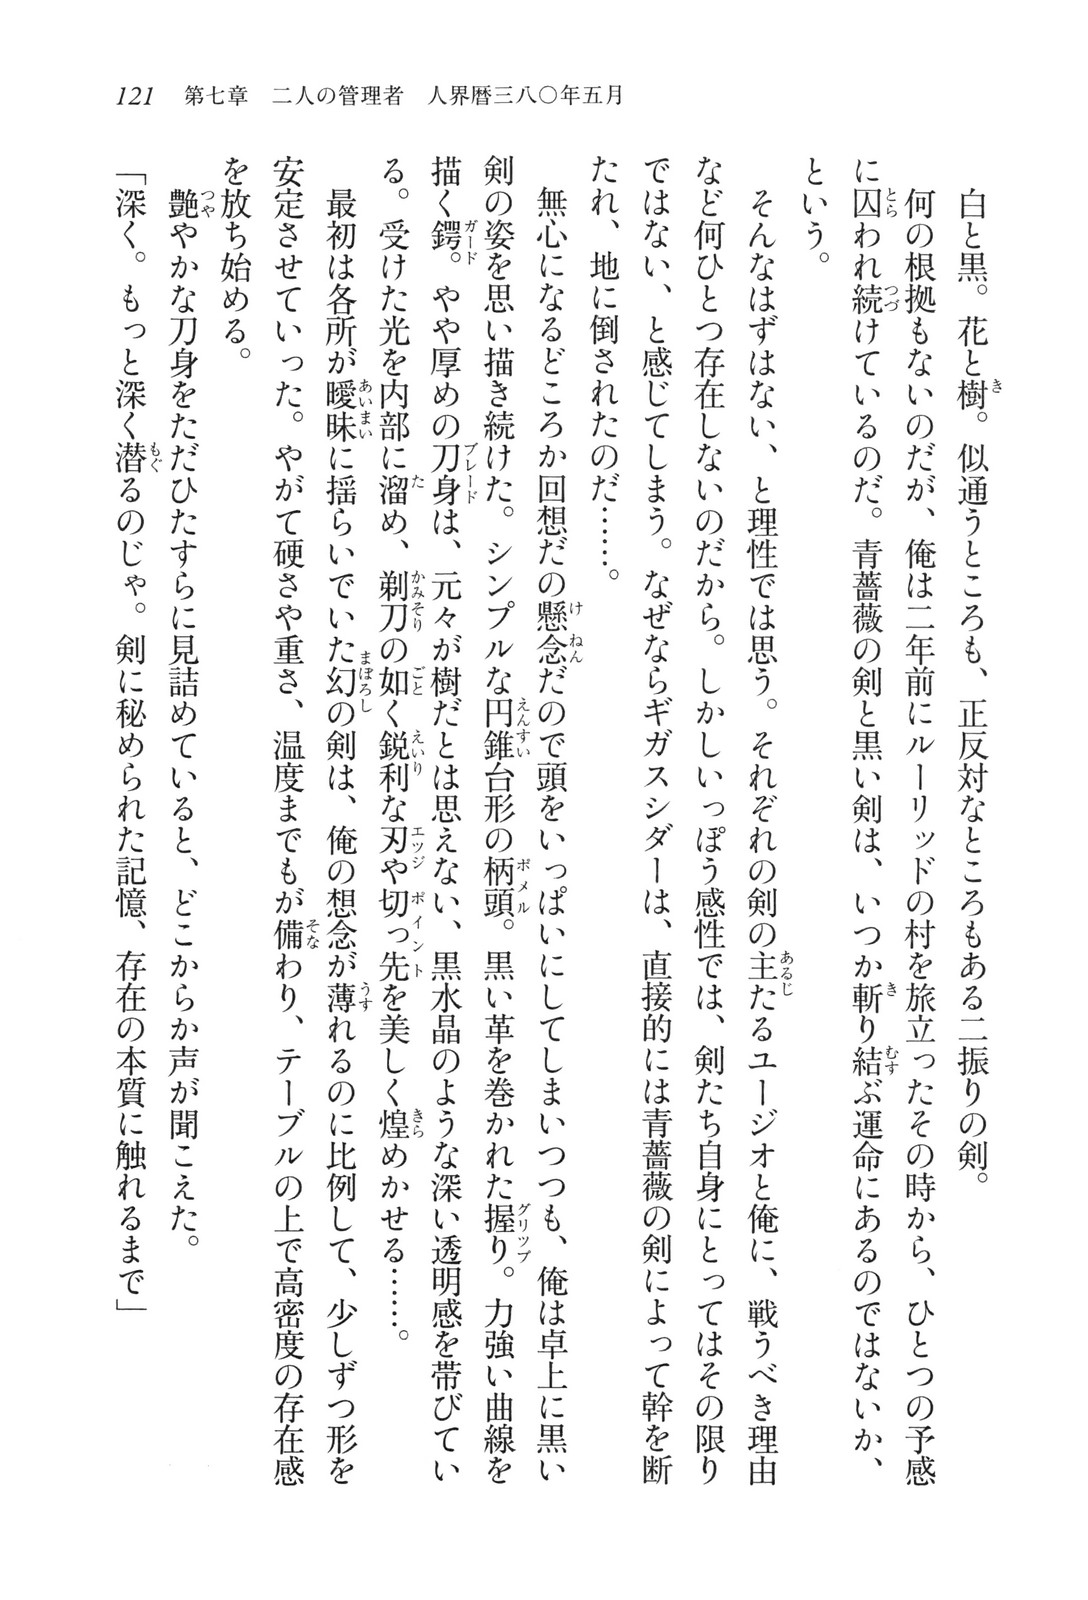 121　第七章　二人の管理者　人界暦三八〇年五月
白と黒。花と樹。似通うところも、正反対なところもある二振りの剣。
何の根拠もないのだが、俺は二年前にルーリッドの村を旅立ったその時から、ひとつの予感
に囚われ続けているのだ。青薔薇の剣と黒い剣は、いつか斬り結ぶ運命にあるのではないか、
という。
そんなはずはない、と理性では思う。それぞれの剣の主たるユージオと俺に、戦うべき理由
など何ひとつ存在しないのだから。しかしいっぽう感性では、剣たち自身にとってはその限り
ではない、と感じてしまう。なぜならギガスシダーは、直接的には青薔薇の剣によって幹を断
たれ、地に倒されたのだ……。
無心になるどころか回想だの懸念だので頭をいっぱいにしてしまいつつも、俺は卓上に黒い
剣の姿を思い描き続けた。シンプルな円錐台形の柄頭。黒い革を巻かれた握り。力強い曲線を
描く鍔。やや厚めの刀身は、元々が樹だとは思えない、黒水晶のような深い透明感を帯びてい
る。受けた光を内部に溜め、剃刀の如く鋭利な刃や切っ先を美しく煌めかせる……。
最初は各所が曖昧に揺らいでいた幻の剣は、俺の想念が薄れるのに比例して、少しずつ形を
安定させていった。やがて硬さや重さ、温度までもが備わり、テーブルの上で高密度の存在感
を放ち始める。
艶やかな刀身をただひたすらに見詰めていると、どこからか声が聞こえた。
「深く。もっと深く潜るのじゃ。剣に秘められた記憶、存在の本質に触れるまで」